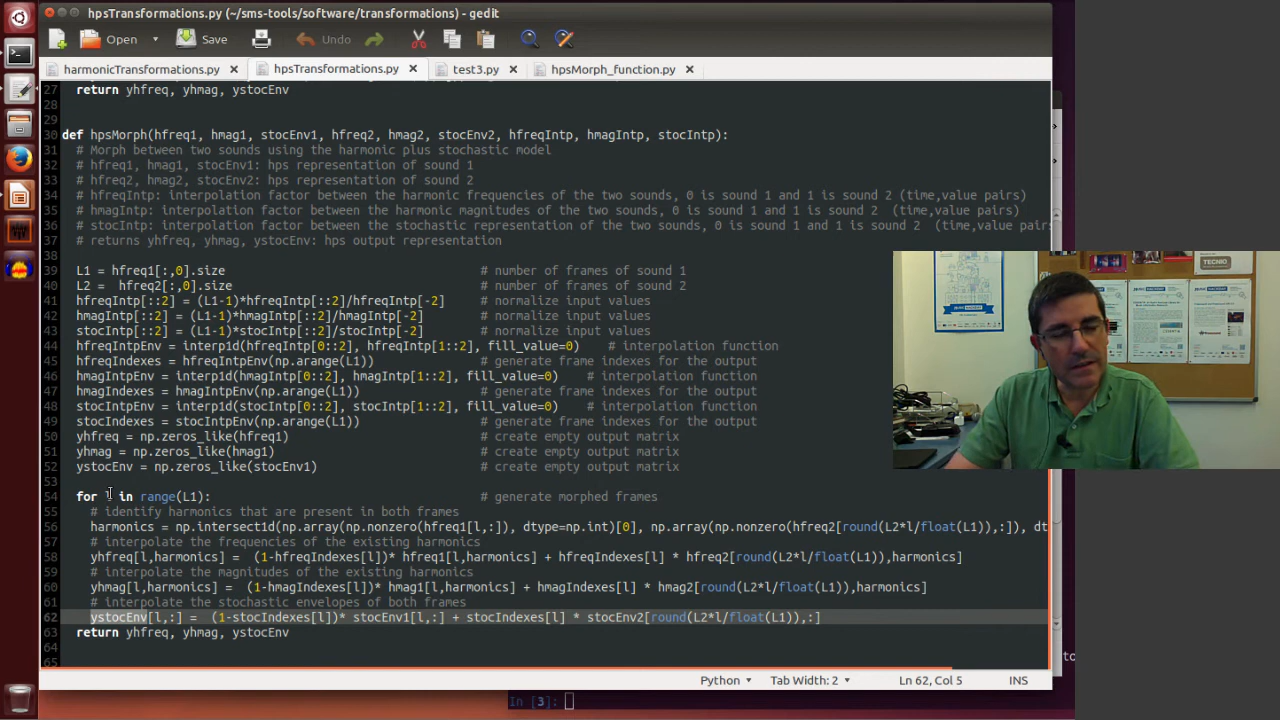 hpsTransformations.py (~/sms-tools/software/transformations) - gedit
Open Save Undo
harmonicTransformations.py hpsTransformations.py test3.py hpsMorph_function.py
27 return yhfreq, yhmag, ystocEnv
28
29
30 def hpsMorph(hfreq1, hmag1, stocEnv1, hfreq2, hmag2, stocEnv2, hfreqIntp, hmagIntp, stocIntp):
31 # Morph between two sounds using the harmonic plus stochastic model
32 # hfreq1, hmag1, stocEnv1: hps representation of sound 1
33 # hfreq2, hmag2, stocEnv2: hps representation of sound 2
34 # hfreqIntp: interpolation factor between the harmonic frequencies of the two sounds, 0 is sound 1 and 1 is sound 2 (time,value pairs)
35 # hmagIntp: interpolation factor between the harmonic magnitudes of the two sounds, 0 is sound 1 and 1 is sound 2 (time,value pairs)
36 # stocIntp: interpolation factor between the stochastic representation of the two sounds, 0 is sound 1 and 1 is sound 2 (time,value pairs
37 # returns yhfreq, yhmag, ystocEnv: hps output representation
38
39 L1 = hfreq1[:,0].size # number of frames of sound 1
40 L2 = hfreq2[:,0].size # number of frames of sound 2
41 hfreqIntp[::2] = (L1-1)*hfreqIntp[::2]/hfreqIntp[-2] # normalize input values
42 hmagIntp[::2] = (L1-1)*hmagIntp[::2]/hmagIntp[-2] # normalize input values
43 stocIntp[::2] = (L1-1)*stocIntp[::2]/stocIntp[-2] # normalize input values
44 hfreqIntpEnv = interp1d(hfreqIntp[0::2], hfreqIntp[1::2], fill_value=0) # interpolation function
45 hfreqIndexes = hfreqIntpEnv(np.arange(L1)) # generate frame indexes for the output
46 hmagIntpEnv = interp1d(hmagIntp[0::2], hmagIntp[1::2], fill_value=0) # interpolation function
47 hmagIndexes = hmagIntpEnv(np.arange(L1)) # generate frame indexes for the output
48 stocIntpEnv = interp1d(stocIntp[0::2], stocIntp[1::2], fill_value=0) # interpolation function
49 stocIndexes = stocIntpEnv(np.arange(L1)) # generate frame indexes for the output
50 yhfreq = np.zeros_like(hfreq1) # create empty output matrix
51 yhmag = np.zeros_like(hmag1) # create empty output matrix
52 ystocEnv = np.zeros_like(stocEnv1) # create empty output matrix
53
54 for l in range(L1): # generate morphed frames
55 # identify harmonics that are present in both frames
56 harmonics = np.intersect1d(np.array(np.nonzero(hfreq1[l,:]), dtype=np.int)[0], np.array(np.nonzero(hfreq2[round(L2*l/float(L1)),:]), dt
57 # interpolate the frequencies of the existing harmonics
58 yhfreq[l,harmonics] = (1-hfreqIndexes[l])* hfreq1[l,harmonics] + hfreqIndexes[l] * hfreq2[round(L2*l/float(L1)),harmonics]
59 # interpolate the magnitudes of the existing harmonics
60 yhmag[l,harmonics] = (1-hmagIndexes[l])* hmag1[l,harmonics] + hmagIndexes[l] * hmag2[round(L2*l/float(L1)),harmonics]
61 # interpolate the stochastic envelopes of both frames
62 ystocEnv[l,:] = (1-stocIndexes[l])* stocEnv1[l,:] + stocIndexes[l] * stocEnv2[round(L2*l/float(L1)),:]
63 return yhfreq, yhmag, ystocEnv
64
65
Python Tab Width: 2 Ln 62, Col 5 INS
In [3]: